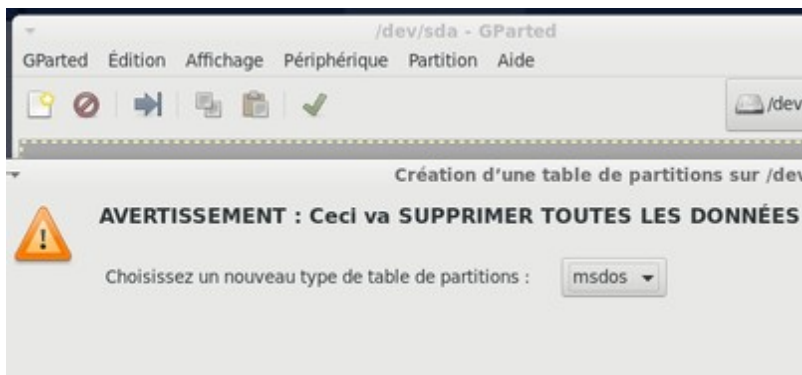 /dev/sda - GParted
GParted Édition Affichage Périphérique Partition Aide
/dev
Création d'une table de partitions sur /dev
AVERTISSEMENT : Ceci va SUPPRIMER TOUTES LES DONNÉES
Choisissez un nouveau type de table de partitions : msdos